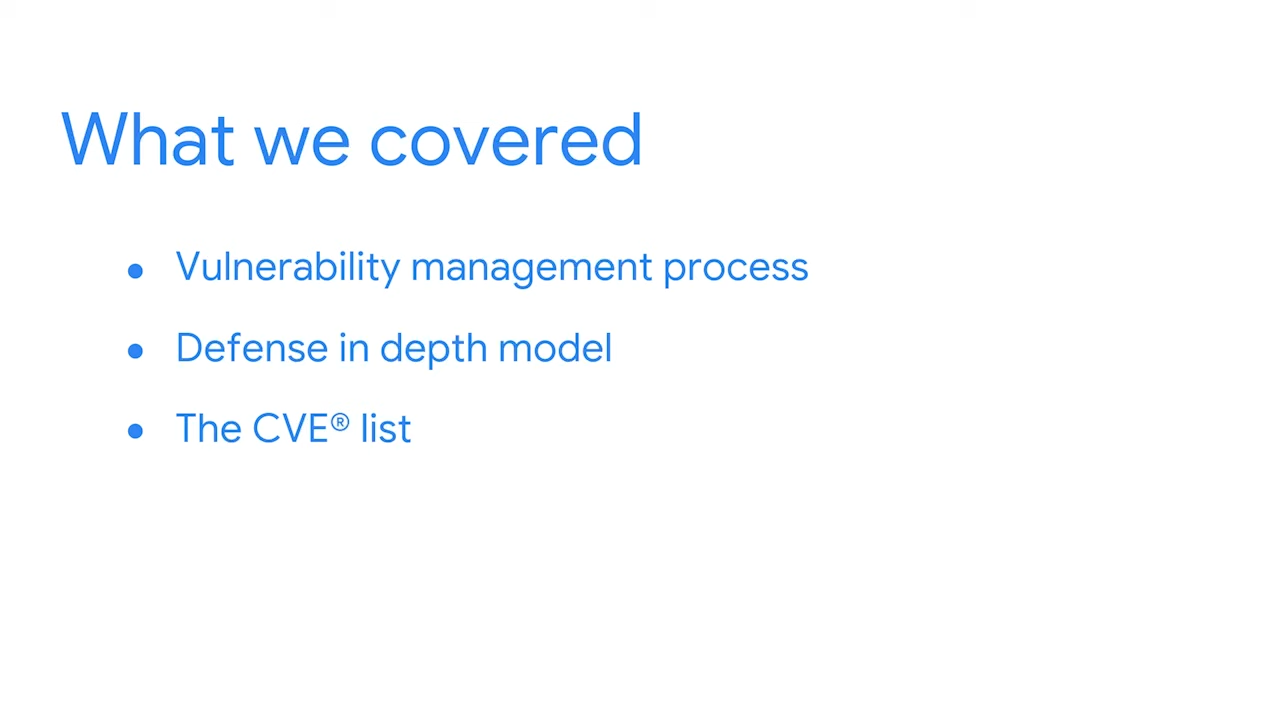 What we covered
● Vulnerability management process
● Defense in depth model
● The CVE® list